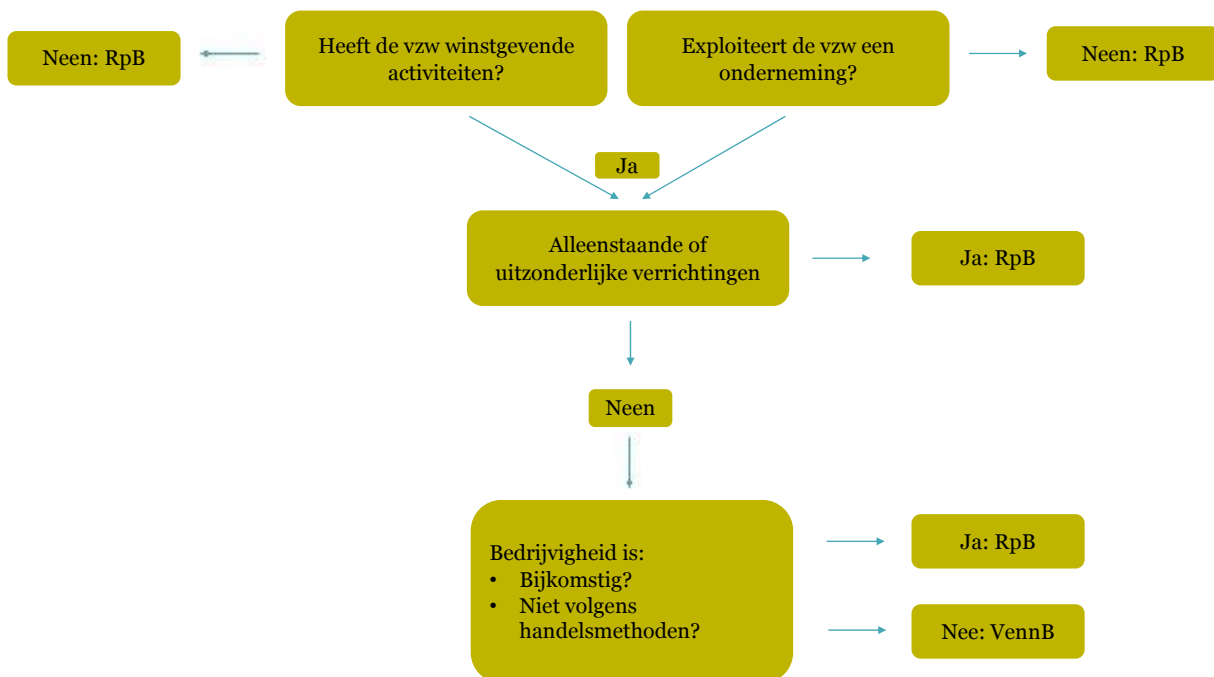 Neen: RpB
Heeft de vzw winstgevende
activiteiten?
Exploiteert de vzw een
onderneming?
Neen: RpB
Ja
Alleenstaande of
uitzonderlijke verrichtingen
Ja: RpB
Neen
Bedrijvigheid is:
• Bijkomstig?
• Niet volgens
handelsmethoden?
Ja: RpB
Nee: VennB